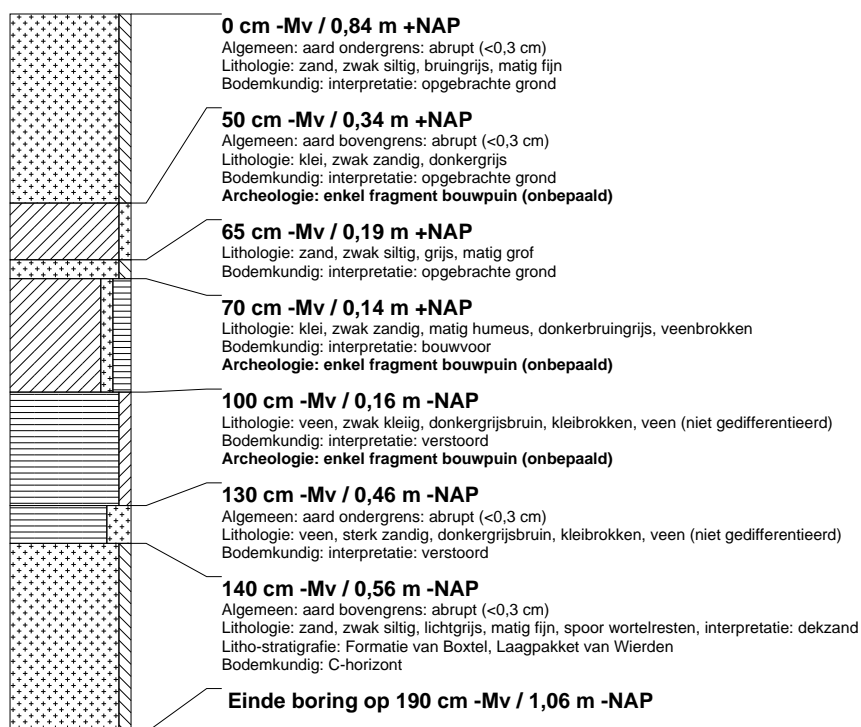 0 cm -Mv / 0,84 m +NAP
Algemeen: aard ondergrens: abrupt (<0,3 cm)
Lithologie: zand, zwak siltig, bruingrijs, matig fijn
Bodemkundig: interpretatie: opgebrachte grond
50 cm -Mv / 0,34 m +NAP
Algemeen: aard bovengrens: abrupt (<0,3 cm)
Lithologie: klei, zwak zandig, donkergrijs
Bodemkundig: interpretatie: opgebrachte grond
Archeologie: enkel fragment bouwpuin (onbepaald)
65 cm -Mv / 0,19 m +NAP
Lithologie: zand, zwak siltig, grijs, matig grof
Bodemkundig: interpretatie: opgebrachte grond
70 cm -Mv / 0,14 m +NAP
Lithologie: klei, zwak zandig, matig humeus, donkerbruingrijs, veenbrokken
Bodemkundig: interpretatie: bouwvoor
Archeologie: enkel fragment bouwpuin (onbepaald)
100 cm -Mv / 0,16 m -NAP
Lithologie: veen, zwak kleiig, donkergrijsbruin, kleibrokken, veen (niet gedifferentieerd)
Bodemkundig: interpretatie: verstoord
Archeologie: enkel fragment bouwpuin (onbepaald)
130 cm -Mv / 0,46 m -NAP
Algemeen: aard ondergrens: abrupt (<0,3 cm)
Lithologie: veen, sterk zandig, donkergrijsbruin, kleibrokken, veen (niet gedifferentieerd)
Bodemkundig: interpretatie: verstoord
140 cm -Mv / 0,56 m -NAP
Algemeen: aard bovengrens: abrupt (<0,3 cm)
Lithologie: zand, zwak siltig, lichtgrijs, matig fijn, spoor wortelresten, interpretatie: dekzand
Litho-stratigrafie: Formatie van Boxtel, Laagpakket van Wierden
Bodemkundig: C-horizont
Einde boring op 190 cm -Mv / 1,06 m -NAP